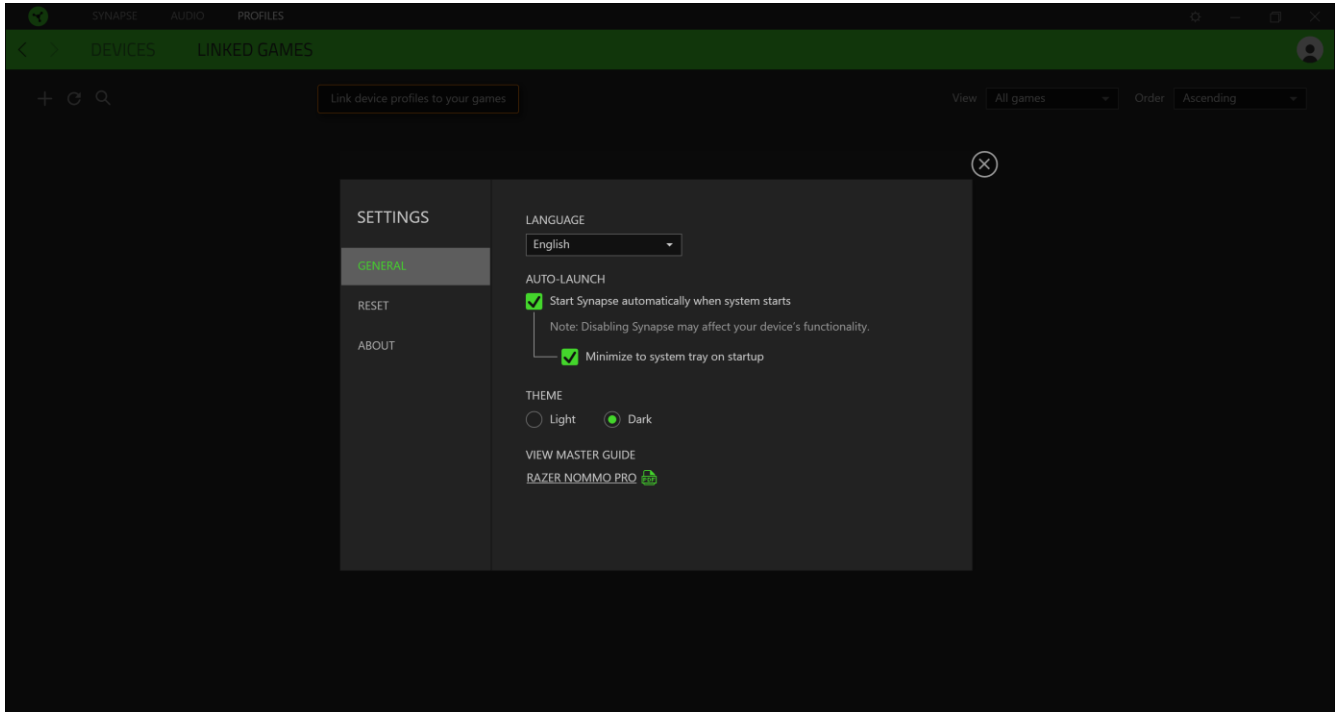 SYNAPSE AUDIO PROFILES
DEVICES LINKED GAMES
Link device profiles to your games View All games Order Ascending
SETTINGS
GENERAL
RESET
ABOUT
LANGUAGE
English
AUTO-LAUNCH
Start Synapse automatically when system starts
Note: Disabling Synapse may affect your device's functionality.
Minimize to system tray on startup
THEME
Light Dark
VIEW MASTER GUIDE
RAZER NOMMO PRO PDF